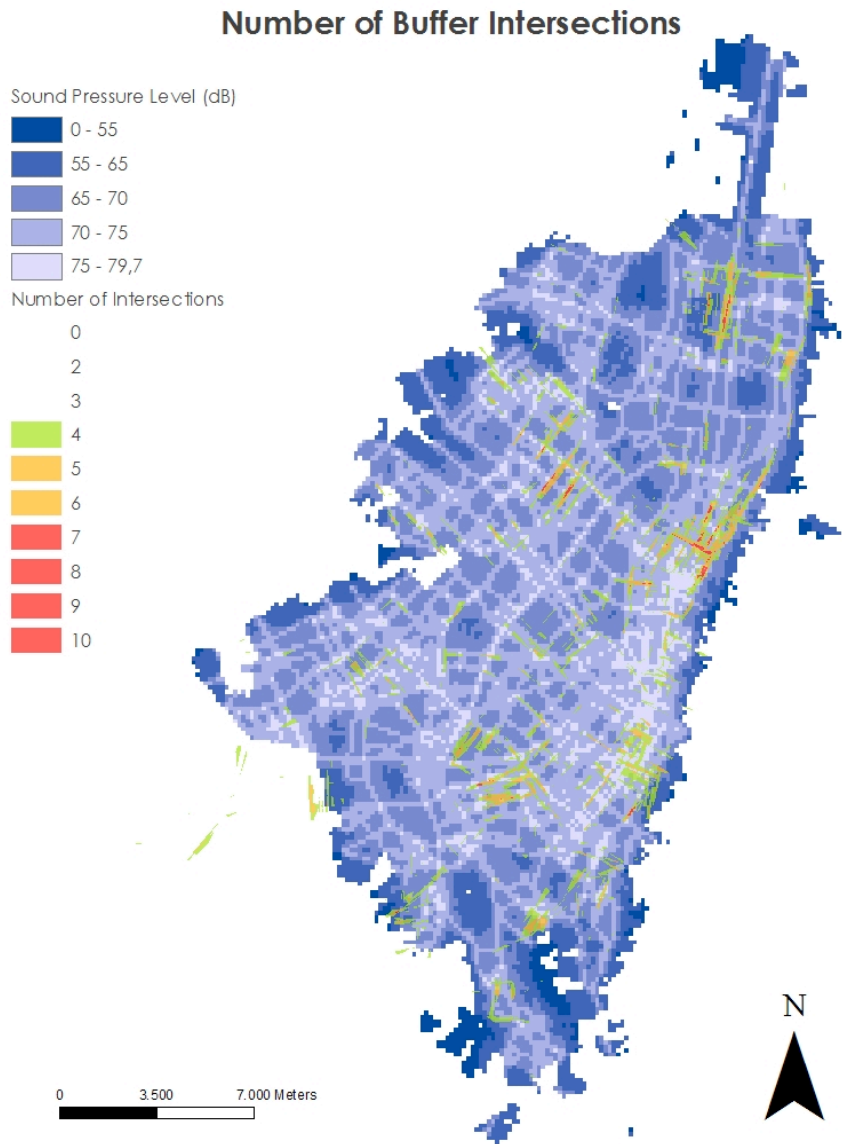 Number of Buffer Intersections
Sound Pressure Level (dB)
0 - 55
55 - 65
65 - 70
70 - 75
75 - 79,7
Number of Intersections
0
2
3
4
5
6
7
8
9
10
N
0 3.500 7.000 Meters